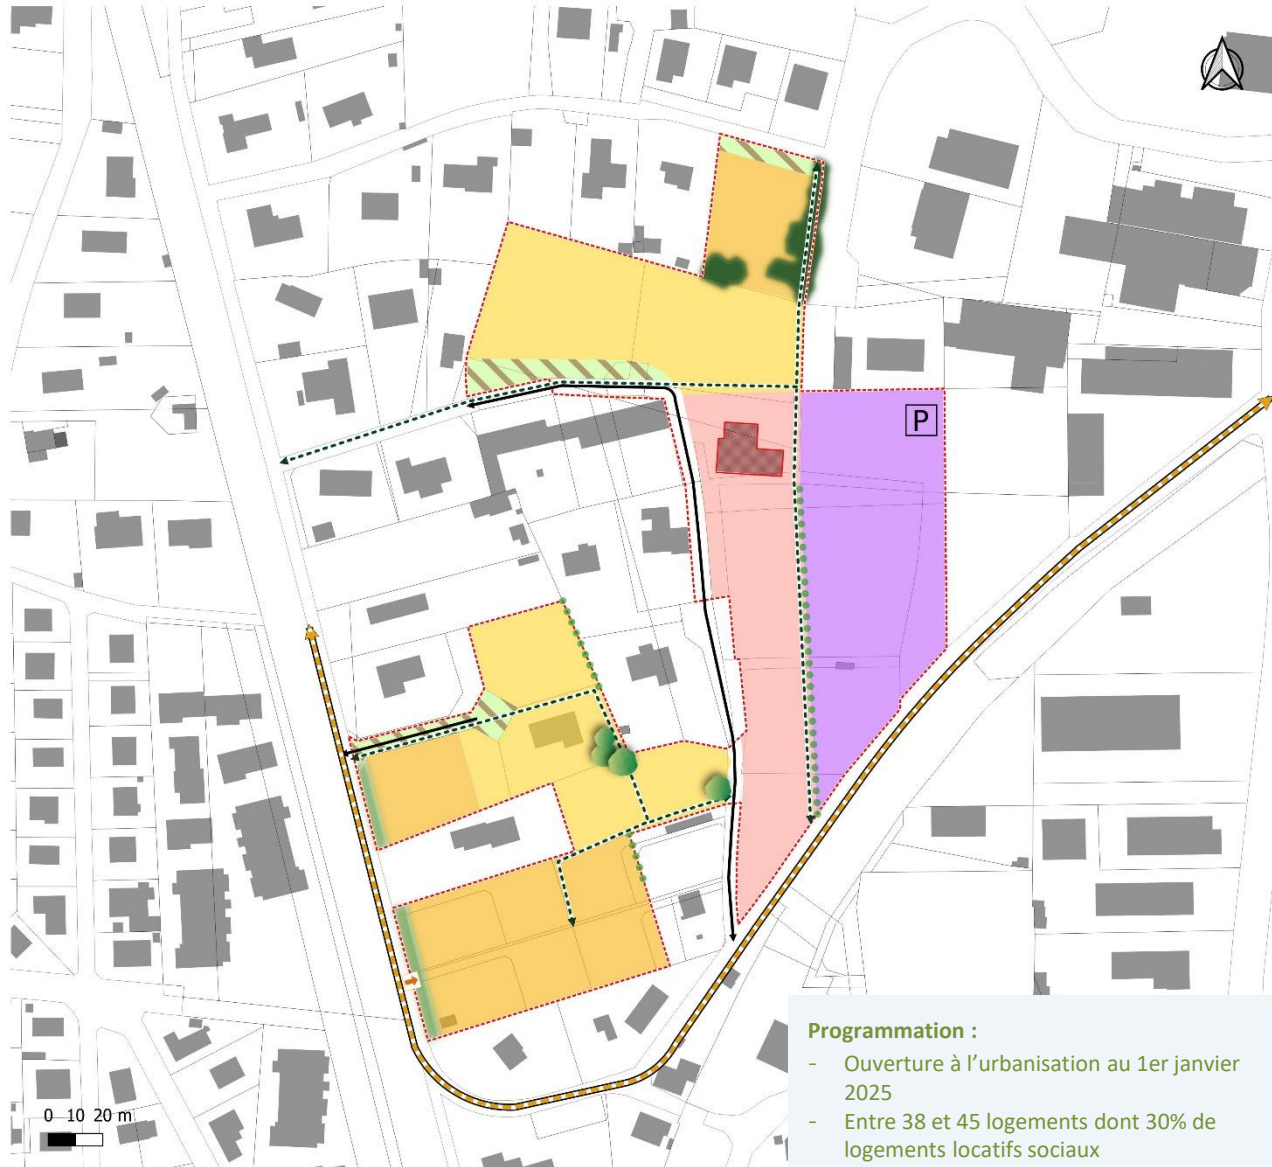 P
0 10 20 m
Programmation :
- Ouverture à l'urbanisation au 1er janvier
2025
- Entre 38 et 45 logements dont 30% de
logements locatifs sociaux